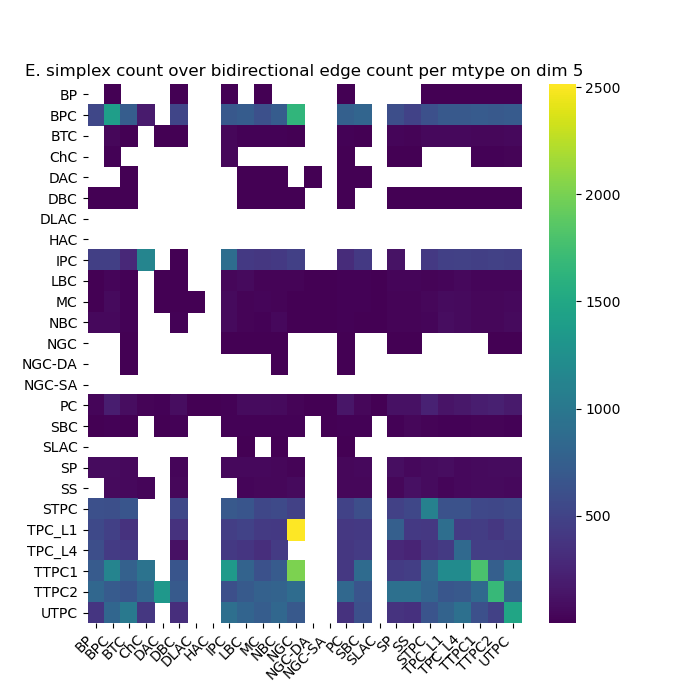 E. simplex count over bidirectional edge count per mtype on dim 5
BP
BPC
BTC
ChC
DAC
DBC
DLAC
HAC
IPC
LBC
MC
NBC
NGC
NGC-DA
NGC-SA
PC
SBC
SLAC
SP
SS
STPC
TPC_L1
TPC_L4
TTPC1
TTPC2
UTPC
2500
2000
1500
1000
500
BP
BPC
BTC
ChC
DAC
DBC
DLAC
HAC
IPC
LBC
MC
NBC
NGC
NGC-DA
NGC-SA
PC
SBC
SLAC
SP
SS
STPC
TPC_L1
TPC_L4
TTPC1
TTPC2
UTPC